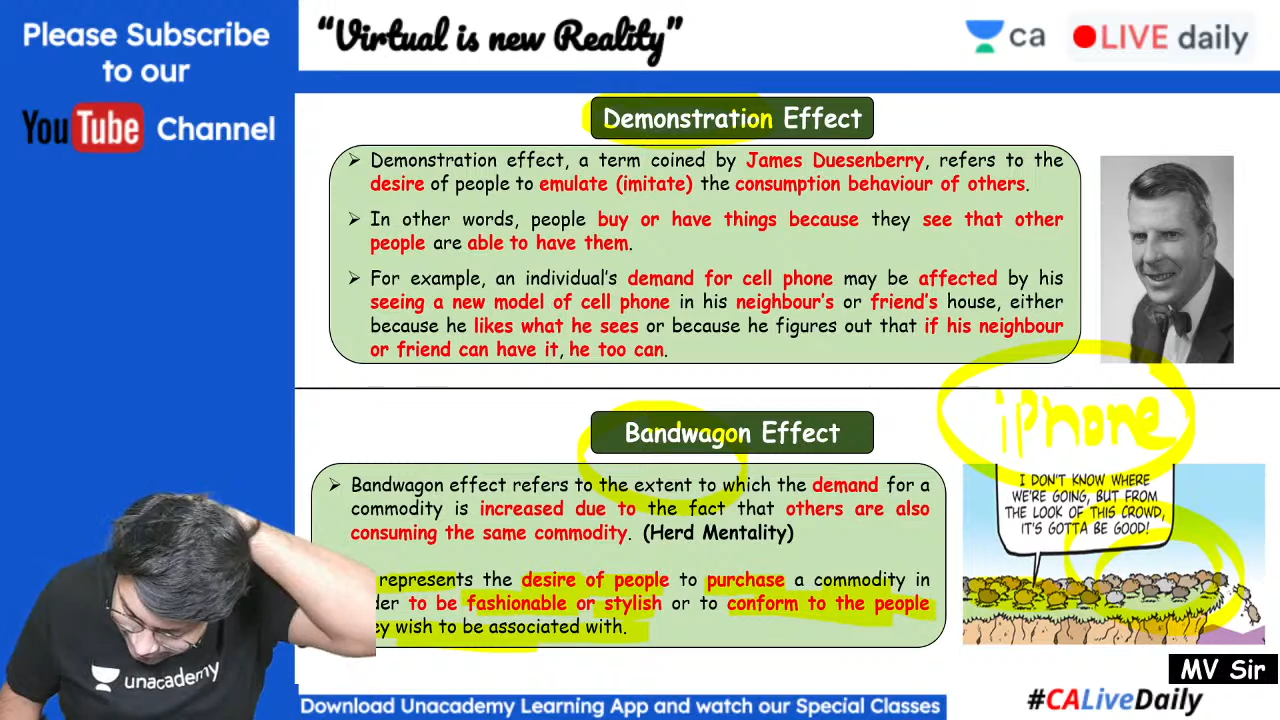 Please Subscribe
to our
YouTube Channel
“Virtual is new Reality”
ca LIVE daily
Demonstration Effect
➢ Demonstration effect, a term coined by James Duesenberry, refers to the
desire of people to emulate (imitate) the consumption behaviour of others.
➢ In other words, people buy or have things because they see that other
people are able to have them.
➢ For example, an individual’s demand for cell phone may be affected by his
seeing a new model of cell phone in his neighbour’s or friend’s house, either
because he likes what he sees or because he figures out that if his neighbour
or friend can have it, he too can.
iPhone
Bandwagon Effect
➢ Bandwagon effect refers to the extent to which the demand for a
commodity is increased due to the fact that others are also
consuming the same commodity. (Herd Mentality)
represents the desire of people to purchase a commodity in
to be fashionable or stylish or to conform to the people
wish to be associated with.
I DON'T KNOW WHERE
WE'RE GOING, BUT FROM
THE LOOK OF THIS CROWD,
IT'S GOTTA BE GOOD!
unacademy
MV Sir
#CALiveDaily
Download Unacademy Learning App and watch our Special Classes